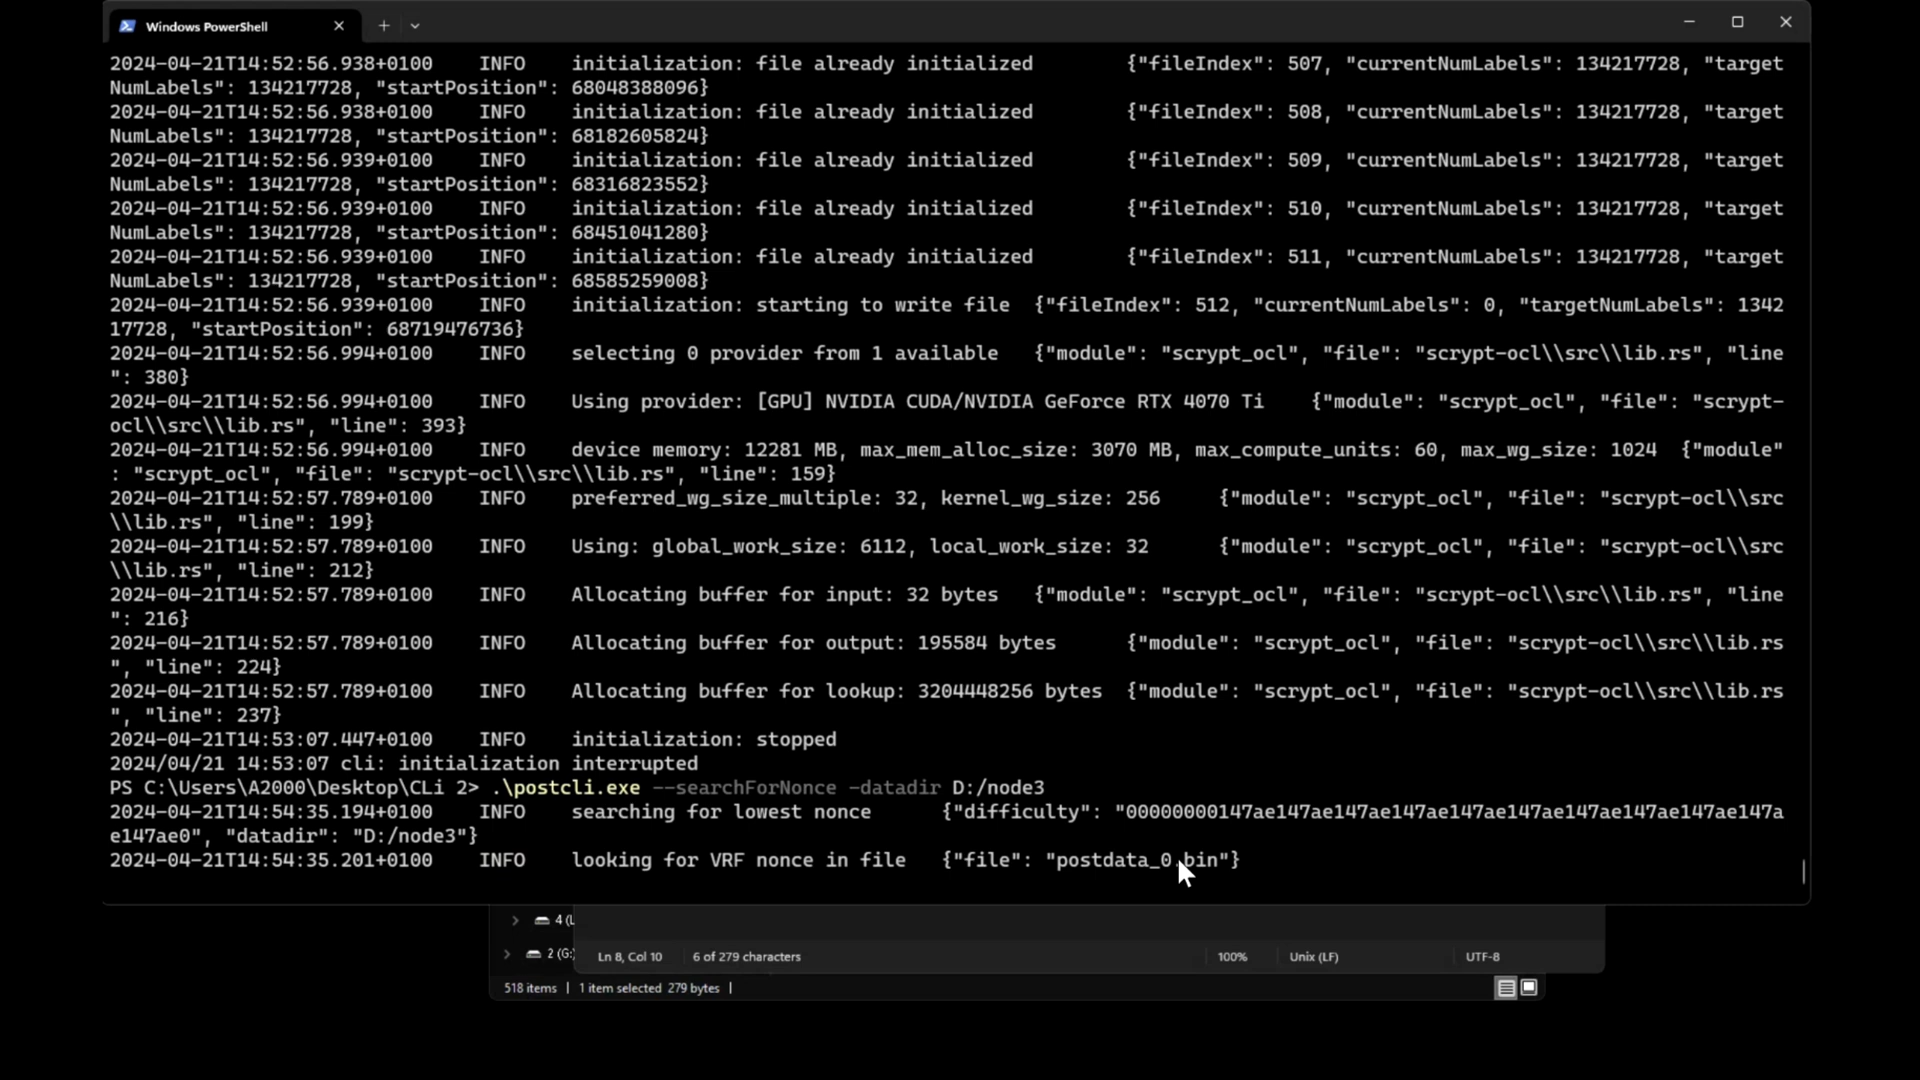 Windows PowerShell
2024-04-21T14:52:56.938+0100    INFO    initialization: file already initialized        {"fileIndex": 507, "currentNumLabels": 134217728, "target
NumLabels": 134217728, "startPosition": 68048388096}
2024-04-21T14:52:56.938+0100    INFO    initialization: file already initialized        {"fileIndex": 508, "currentNumLabels": 134217728, "target
NumLabels": 134217728, "startPosition": 68182605824}
2024-04-21T14:52:56.939+0100    INFO    initialization: file already initialized        {"fileIndex": 509, "currentNumLabels": 134217728, "target
NumLabels": 134217728, "startPosition": 68316823552}
2024-04-21T14:52:56.939+0100    INFO    initialization: file already initialized        {"fileIndex": 510, "currentNumLabels": 134217728, "target
NumLabels": 134217728, "startPosition": 68451041280}
2024-04-21T14:52:56.939+0100    INFO    initialization: file already initialized        {"fileIndex": 511, "currentNumLabels": 134217728, "target
NumLabels": 134217728, "startPosition": 68585259008}
2024-04-21T14:52:56.939+0100    INFO    initialization: starting to write file  {"fileIndex": 512, "currentNumLabels": 0, "targetNumLabels": 1342
17728, "startPosition": 68719476736}
2024-04-21T14:52:56.994+0100    INFO    selecting 0 provider from 1 available   {"module": "scrypt_ocl", "file": "scrypt-ocl\\src\\lib.rs", "line
": 380}
2024-04-21T14:52:56.994+0100    INFO    Using provider: [GPU] NVIDIA CUDA/NVIDIA GeForce RTX 4070 Ti    {"module": "scrypt_ocl", "file": "scrypt-
ocl\\src\\lib.rs", "line": 393}
2024-04-21T14:52:56.994+0100    INFO    device memory: 12281 MB, max_mem_alloc_size: 3070 MB, max_compute_units: 60, max_wg_size: 1024  {"module"
: "scrypt_ocl", "file": "scrypt-ocl\\src\\lib.rs", "line": 159}
2024-04-21T14:52:57.789+0100    INFO    preferred_wg_size_multiple: 32, kernel_wg_size: 256     {"module": "scrypt_ocl", "file": "scrypt-ocl\\src
\\lib.rs", "line": 199}
2024-04-21T14:52:57.789+0100    INFO    Using: global_work_size: 6112, local_work_size: 32      {"module": "scrypt_ocl", "file": "scrypt-ocl\\src
\\lib.rs", "line": 212}
2024-04-21T14:52:57.789+0100    INFO    Allocating buffer for input: 32 bytes   {"module": "scrypt_ocl", "file": "scrypt-ocl\\src\\lib.rs", "line
": 216}
2024-04-21T14:52:57.789+0100    INFO    Allocating buffer for output: 195584 bytes      {"module": "scrypt_ocl", "file": "scrypt-ocl\\src\\lib.rs
", "line": 224}
2024-04-21T14:52:57.789+0100    INFO    Allocating buffer for lookup: 3204448256 bytes  {"module": "scrypt_ocl", "file": "scrypt-ocl\\src\\lib.rs
", "line": 237}
2024-04-21T14:53:07.447+0100    INFO    initialization: stopped
2024/04/21 14:53:07 cli: initialization interrupted
PS C:\Users\A2000\Desktop\CLi 2> .\postcli.exe --searchForNonce -datadir D:/node3
2024-04-21T14:54:35.194+0100    INFO    searching for lowest nonce      {"difficulty": "00000000147ae147ae147ae147ae147ae147ae147ae147ae147ae147a
e147ae0", "datadir": "D:/node3"}
2024-04-21T14:54:35.201+0100    INFO    looking for VRF nonce in file   {"file": "postdata_0.bin"}
4 (L
2 (G:)
Ln 8, Col 10    6 of 279 characters    100%    Unix (LF)    UTF-8
518 items | 1 item selected 279 bytes |